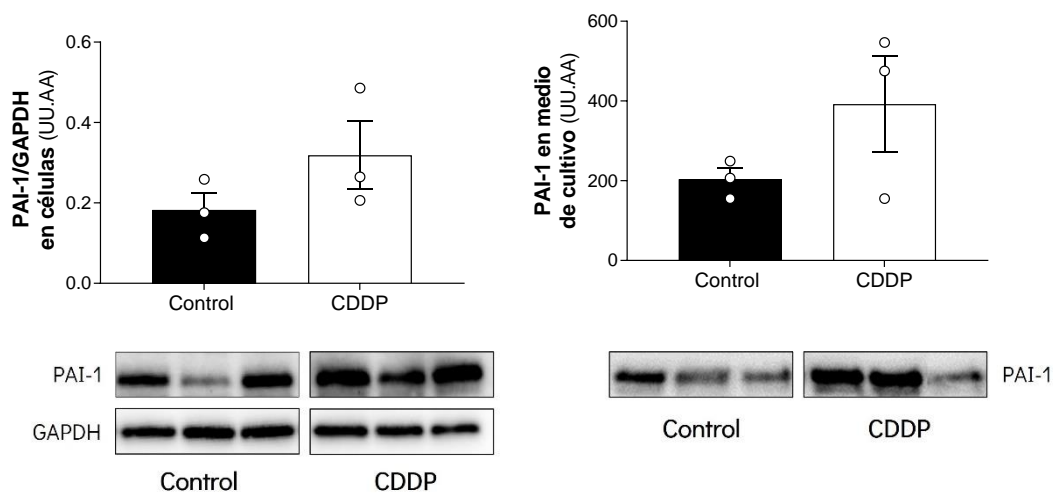 PAI-1/GAPDH
en células (UU.AA)
0.6
0.4
0.2
0.0
Control
CDDP
PAI-1 en medio
de cultivo (UU.AA)
600
400
200
0
Control
CDDP
PAI-1
GAPDH
Control
CDDP
PAI-1
Control
CDDP